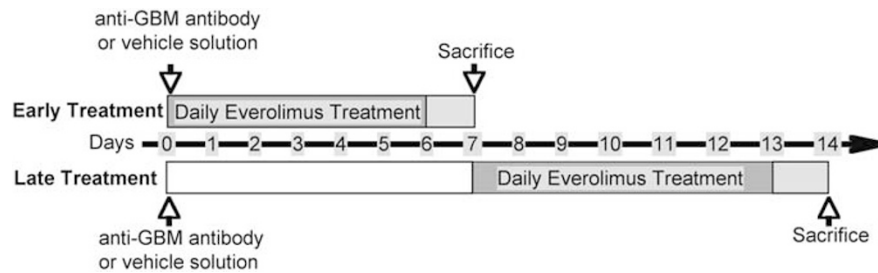 anti-GBM antibody
or vehicle solution
Sacrifice
Early Treatment
Daily Everolimus Treatment
Days 0 1 2 3 4 5 6 7 8 9 10 11 12 13 14
Late Treatment
Daily Everolimus Treatment
anti-GBM antibody
or vehicle solution
Sacrifice